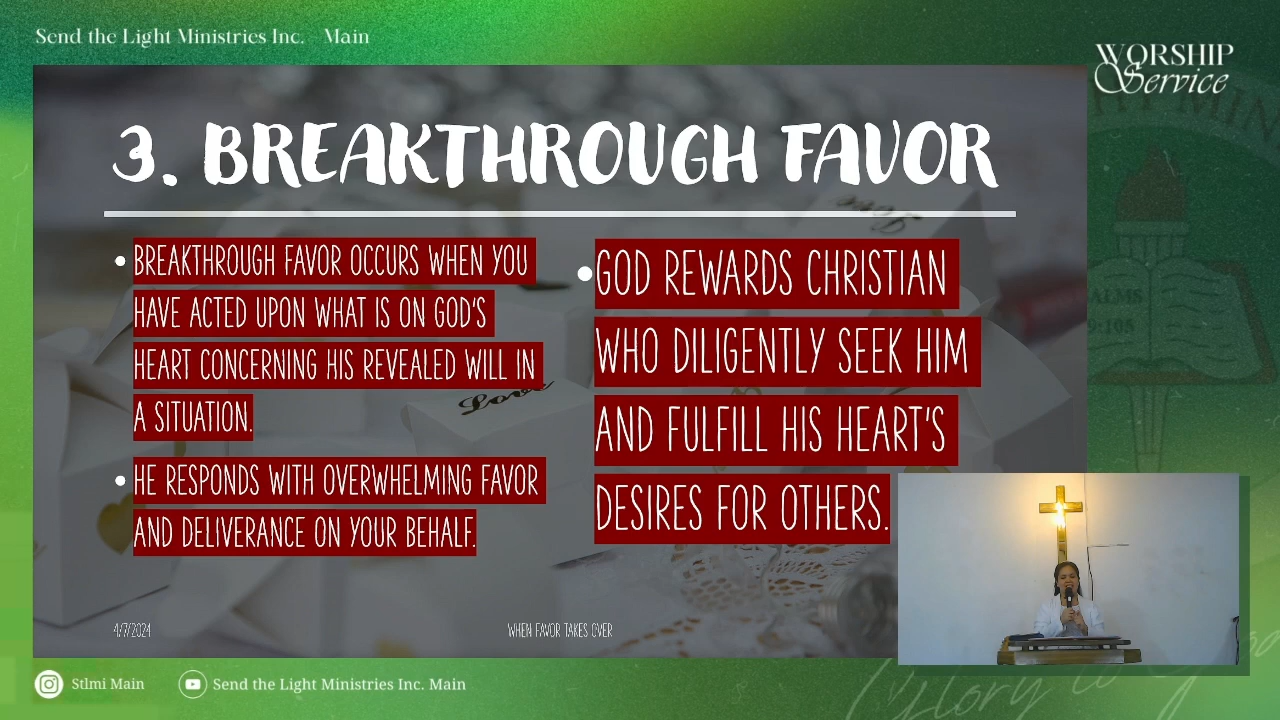 Send the Light Ministries Inc. Main
WORSHIP
Service
3. BREAKTHROUGH FAVOR
Love
• BREAKTHROUGH FAVOR OCCURS WHEN YOU
HAVE ACTED UPON WHAT IS ON GOD'S
HEART CONCERNING HIS REVEALED WILL IN
A SITUATION.
• HE RESPONDS WITH OVERWHELMING FAVOR
AND DELIVERANCE ON YOUR BEHALF.
• GOD REWARDS CHRISTIAN
WHO DILIGENTLY SEEK HIM
AND FULFILL HIS HEART'S
DESIRES FOR OTHERS.
Love
4/7/2024
WHEN FAVOR TAKES OVER
Stlmi Main
Send the Light Ministries Inc. Main